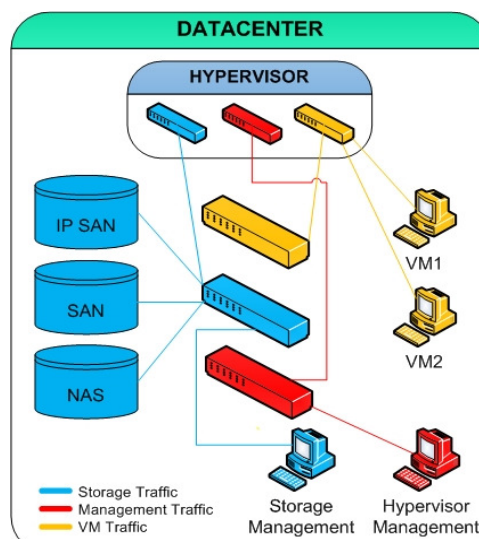 DATACENTER
HYPERVISOR
IP SAN
SAN
NAS
VM1
VM2
Storage Traffic
Management Traffic
VM Traffic
Storage
Management
Hypervisor
Management